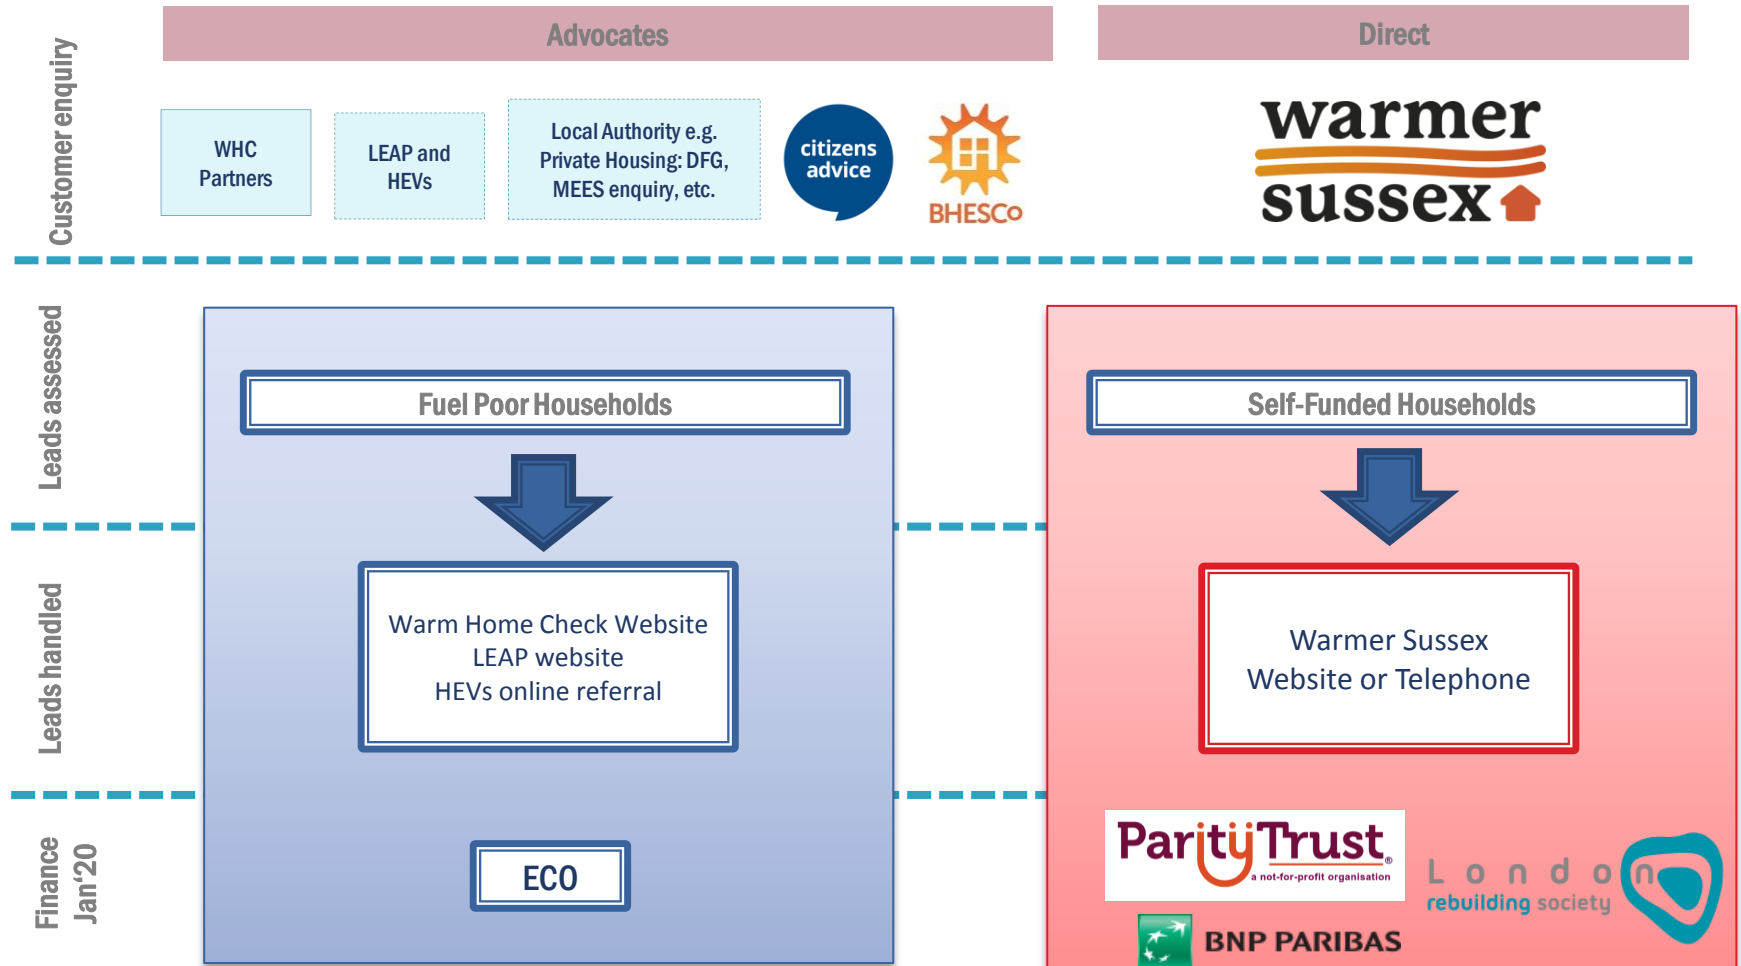 Advocates
Direct
Customer enquiry
WHC
Partners
LEAP and
HEVs
Local Authority e.g.
Private Housing: DFG,
MEES enquiry, etc.
citizens
advice
BHESCo
warmer
sussex
Leads assessed
Fuel Poor Households
Self-Funded Households
Leads handled
Warm Home Check Website
LEAP website
HEVs online referral
Warmer Sussex
Website or Telephone
Finance
Jan‘20
ECO
ParityTrust®
a not-for-profit organisation
London
rebuilding society
BNP PARIBAS